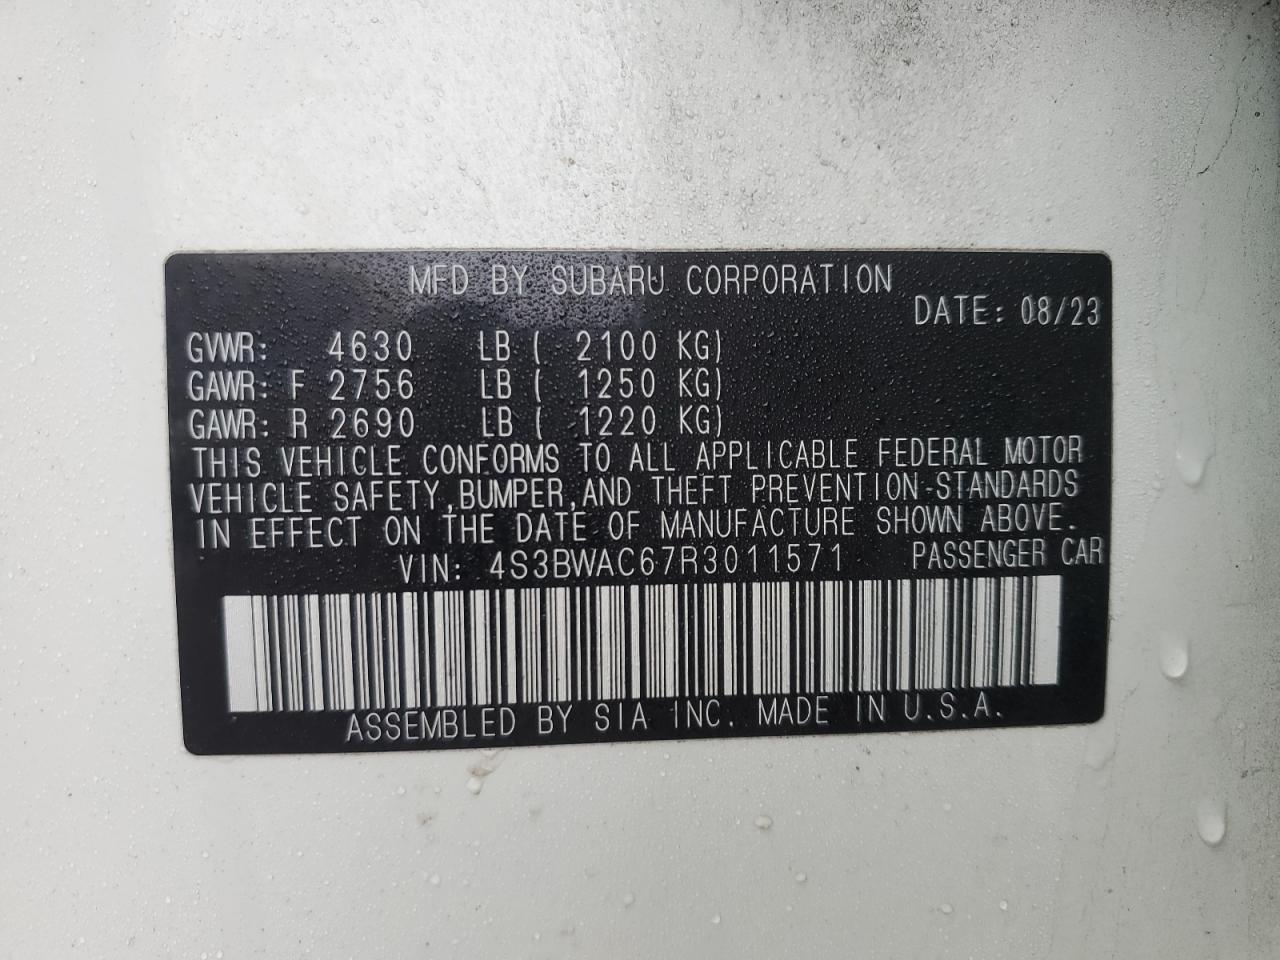 MFD BY SUBARU CORPORATION
DATE: 08/23
GVWR: 4630 LB ( 2100 KG)
GAWR: F 2756 LB ( 1250 KG)
GAWR: R 2690 LB ( 1220 KG)
THIS VEHICLE CONFORMS TO ALL APPLICABLE FEDERAL MOTOR
VEHICLE SAFETY,BUMPER,AND THEFT PREVENTION-STANDARDS
IN EFFECT ON THE DATE OF MANUFACTURE SHOWN ABOVE.
VIN: 4S3BWAC67R3011571 PASSENGER CAR
ASSEMBLED BY SIA INC. MADE IN U.S.A.